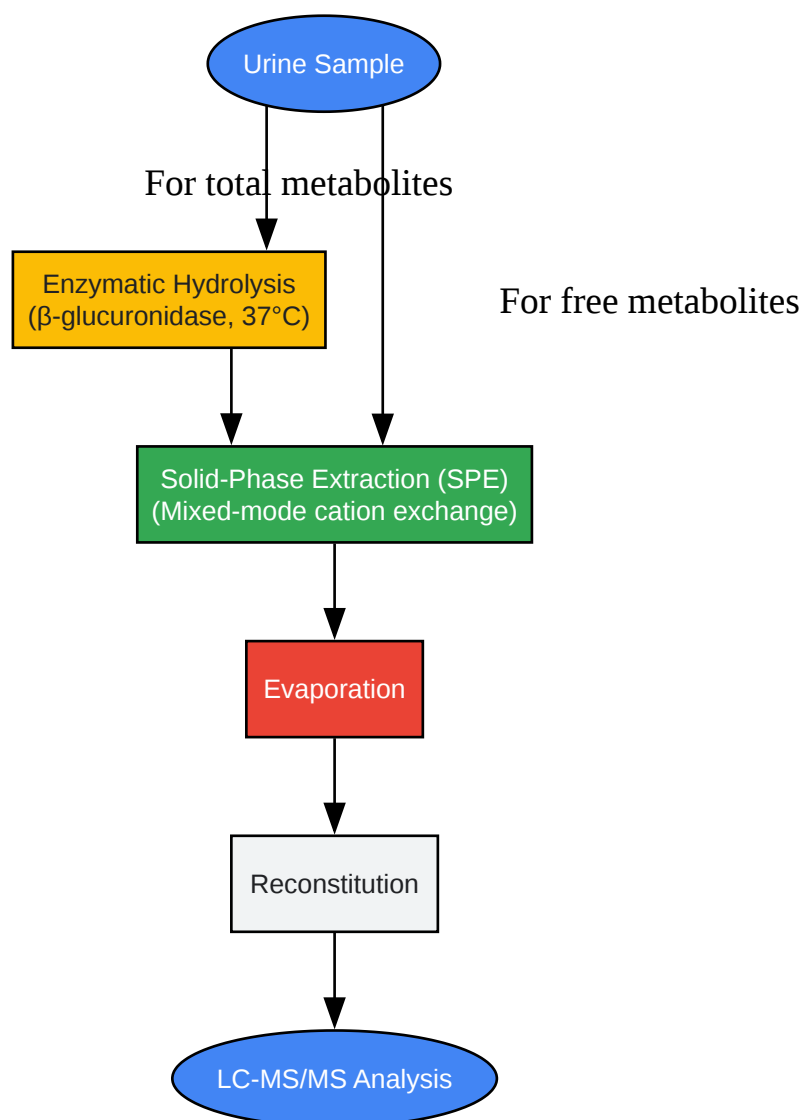 Urine Sample
For total metabolites
Enzymatic Hydrolysis
(β-glucuronidase, 37°C)
For free metabolites
Solid-Phase Extraction (SPE)
(Mixed-mode cation exchange)
Evaporation
Reconstitution
LC-MS/MS Analysis